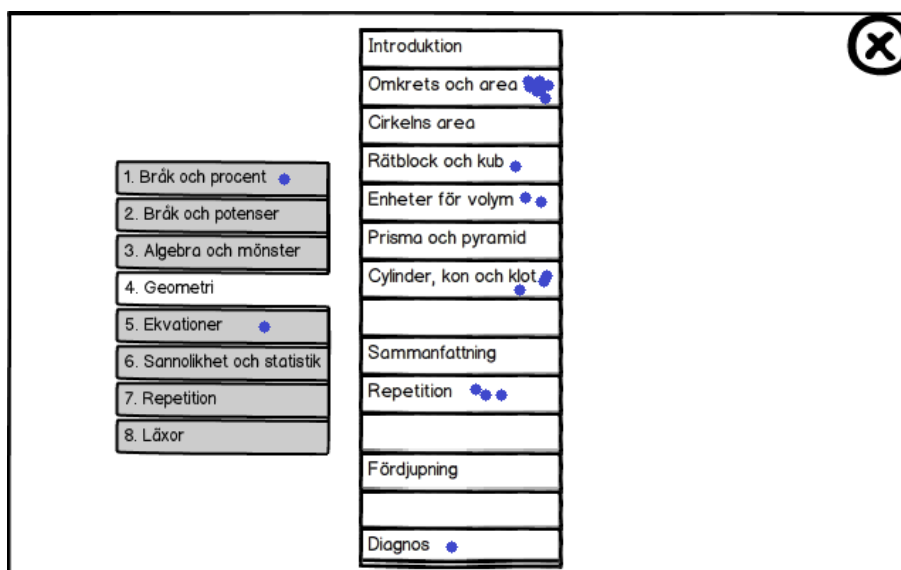 1. Bråk och procent
2. Bråk och potenser
3. Algebra och mönster
4. Geometri
5. Ekvationer
6. Sannolikhet och statistik
7. Repetition
8. Läxor
Introduktion
Omkrets och area
Cirkelns area
Rätblock och kub
Enheter för volym
Prisma och pyramid
Cylinder, kon och klot
Sammanfattning
Repetition
Fördjupning
Diagnos